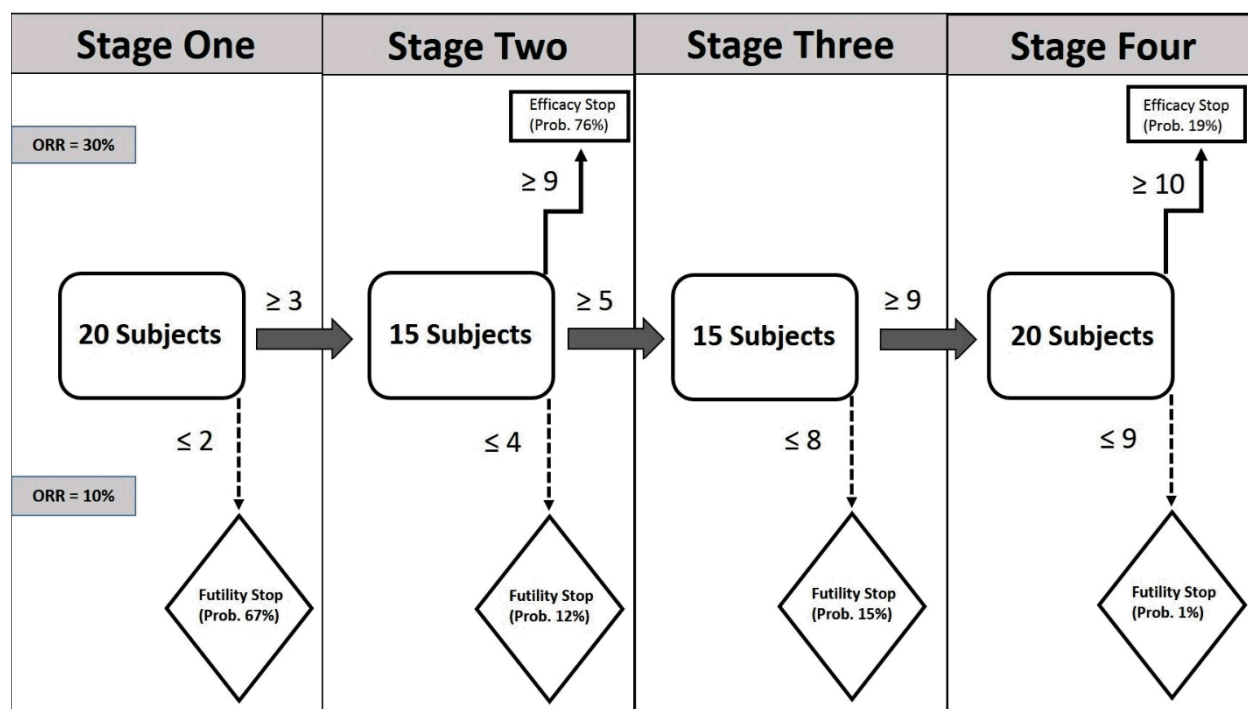 Stage One
Stage Two
Stage Three
Stage Four
Efficacy Stop
(Prob. 76%)
Efficacy Stop
(Prob. 19%)
ORR = 30%
≥ 9
≥ 10
20 Subjects
≥ 3
15 Subjects
≥ 5
15 Subjects
≥ 9
20 Subjects
≤ 2
≤ 4
≤ 8
≤ 9
ORR = 10%
Futility Stop
(Prob. 67%)
Futility Stop
(Prob. 12%)
Futility Stop
(Prob. 15%)
Futility Stop
(Prob. 1%)